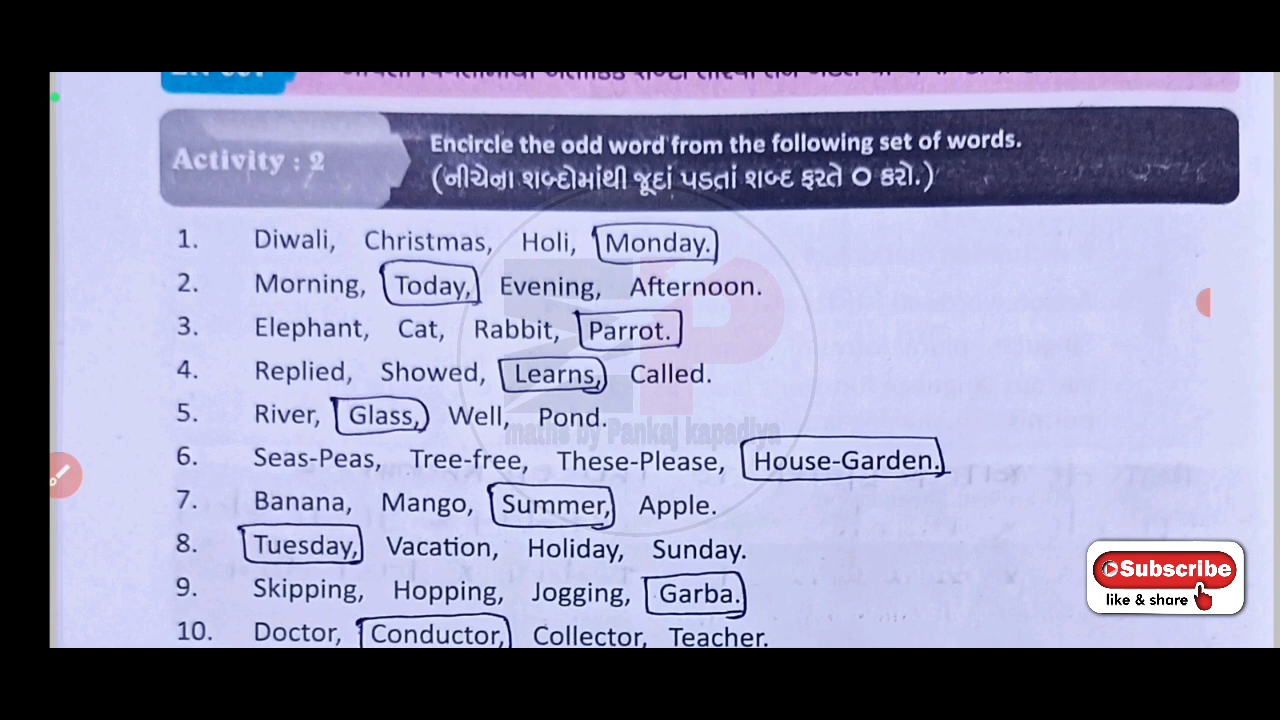 Activity : 2
Encircle the odd word from the following set of words.
(નીચેના શબ્દોમાંથી જૂદાં પડતાં શબ્દ ફરતે O કરો.)
1. Diwali, Christmas, Holi, Monday.
2. Morning, Today, Evening, Afternoon.
3. Elephant, Cat, Rabbit, Parrot.
4. Replied, Showed, Learns, Called.
5. River, Glass, Well, Pond.
maths by Pankaj kapadiya
6. Seas-Peas, Tree-free, These-Please, House-Garden.
7. Banana, Mango, Summer, Apple.
8. Tuesday, Vacation, Holiday, Sunday.
Subscribe
like & share
9. Skipping, Hopping, Jogging, Garba.
10. Doctor, Conductor, Collector, Teacher.